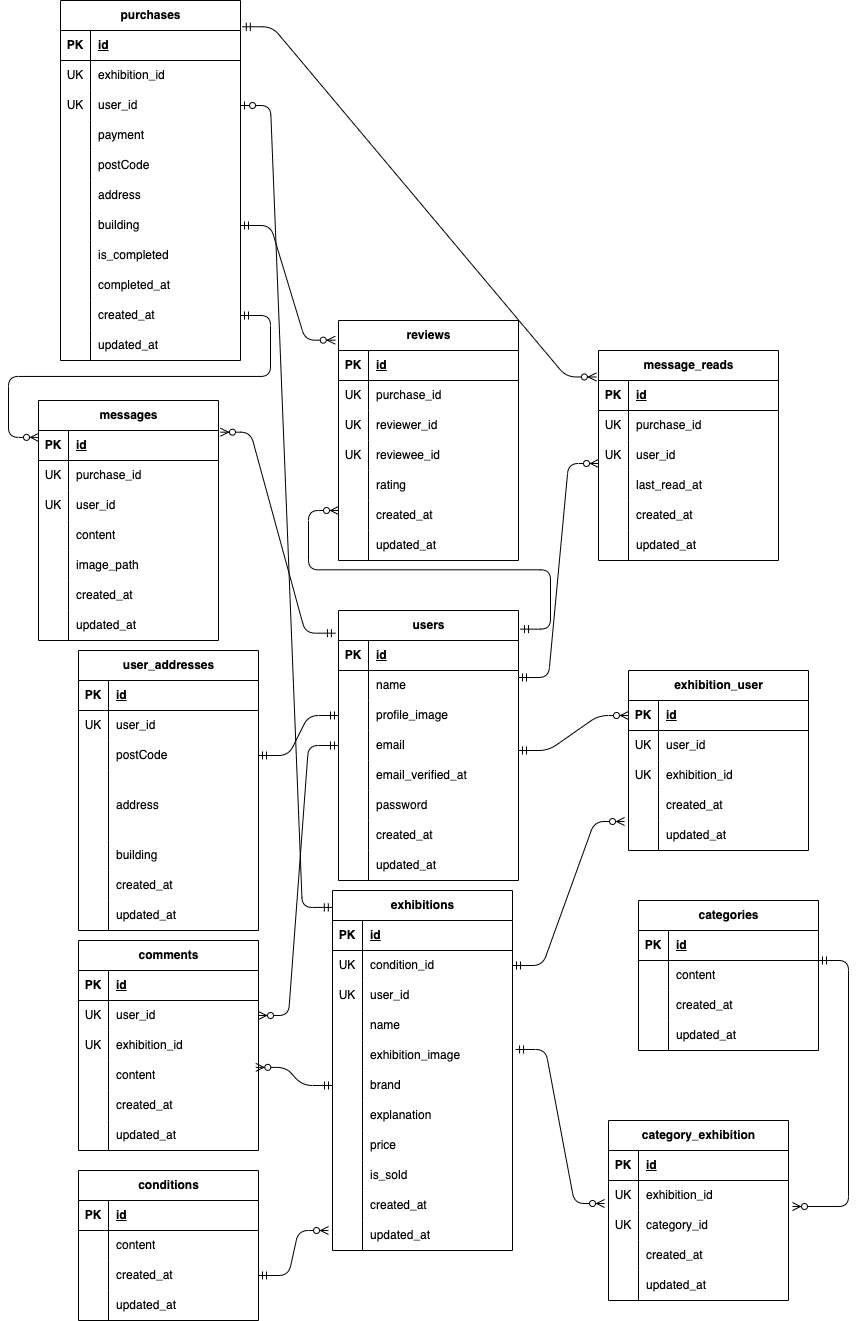 purchases
PK id
UK exhibition_id
UK user_id
payment
postCode
address
building
is_completed
completed_at
created_at
updated_at
reviews
PK id
UK purchase_id
UK reviewer_id
UK reviewee_id
rating
created_at
updated_at
message_reads
PK id
UK purchase_id
UK user_id
last_read_at
created_at
updated_at
messages
PK id
UK purchase_id
UK user_id
content
image_path
created_at
updated_at
users
PK id
name
profile_image
email
email_verified_at
password
created_at
updated_at
user_addresses
PK id
UK user_id
postCode
address
building
created_at
updated_at
exhibition_user
PK id
UK user_id
UK exhibition_id
created_at
updated_at
exhibitions
PK id
UK condition_id
UK user_id
name
exhibition_image
brand
explanation
price
is_sold
created_at
updated_at
categories
PK id
content
created_at
updated_at
comments
PK id
UK user_id
UK exhibition_id
content
created_at
updated_at
category_exhibition
PK id
UK exhibition_id
UK category_id
created_at
updated_at
conditions
PK id
content
created_at
updated_at